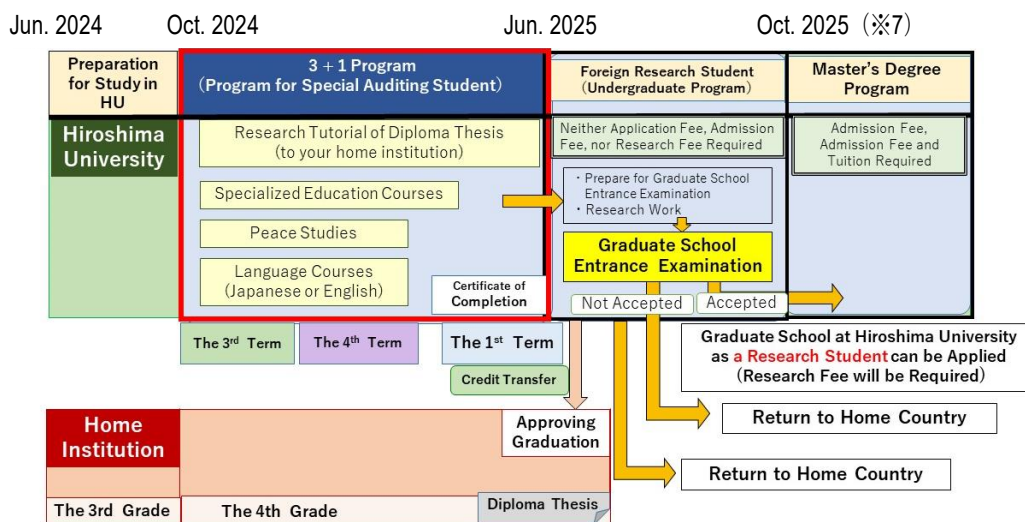 Jun. 2024
Oct. 2024
Jun. 2025
Oct. 2025 (※7)
Preparation
for Study in
HU
3 + 1 Program
(Program for Special Auditing Student)
Foreign Research Student
(Undergraduate Program)
Master's Degree
Program
Hiroshima
University
Research Tutorial of Diploma Thesis
(to your home institution)
Neither Application Fee, Admission
Fee, nor Research Fee Required
Admission Fee,
Admission Fee and
Tuition Required
Specialized Education Courses
・Prepare for Graduate School
Entrance Examination
・Research Work
Peace Studies
Graduate School
Entrance Examination
Language Courses
(Japanese or English)
Certificate of
Completion
Not Accepted
Accepted
The 3rd Term
The 4th Term
The 1st Term
Credit Transfer
Graduate School at Hiroshima University
as a Research Student can be Applied
(Research Fee will be Required)
Return to Home Country
Home
Institution
Approving
Graduation
Return to Home Country
The 3rd Grade
The 4th Grade
Diploma Thesis